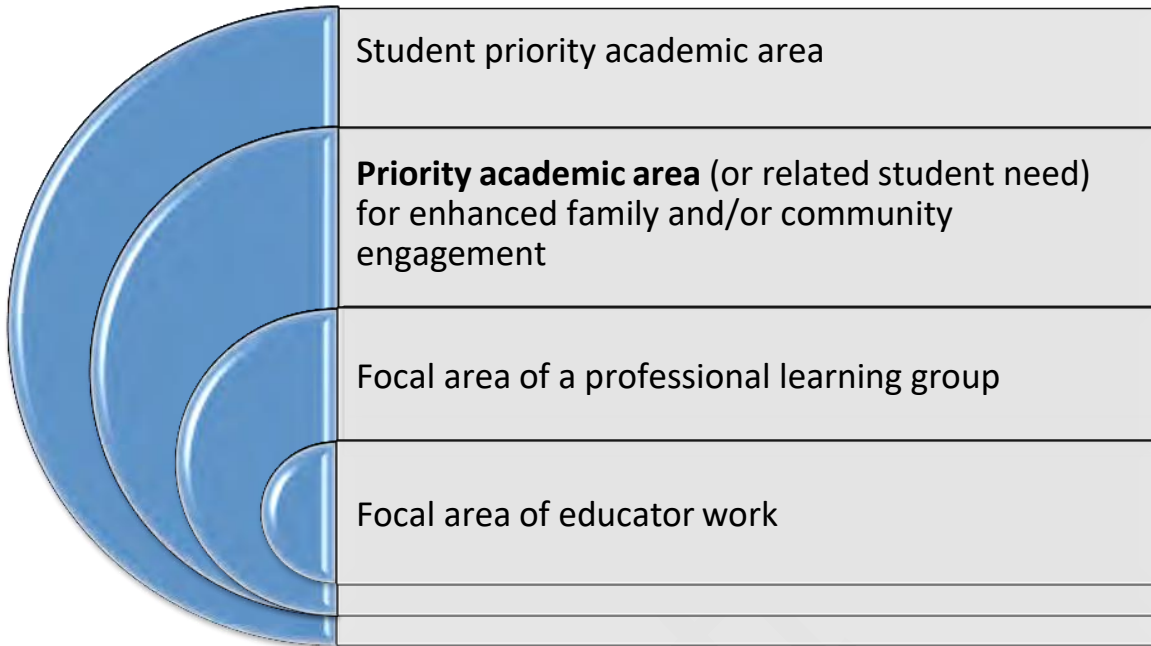 Student priority academic area
Priority academic area (or related student need)
for enhanced family and/or community
engagement
Focal area of a professional learning group
Focal area of educator work